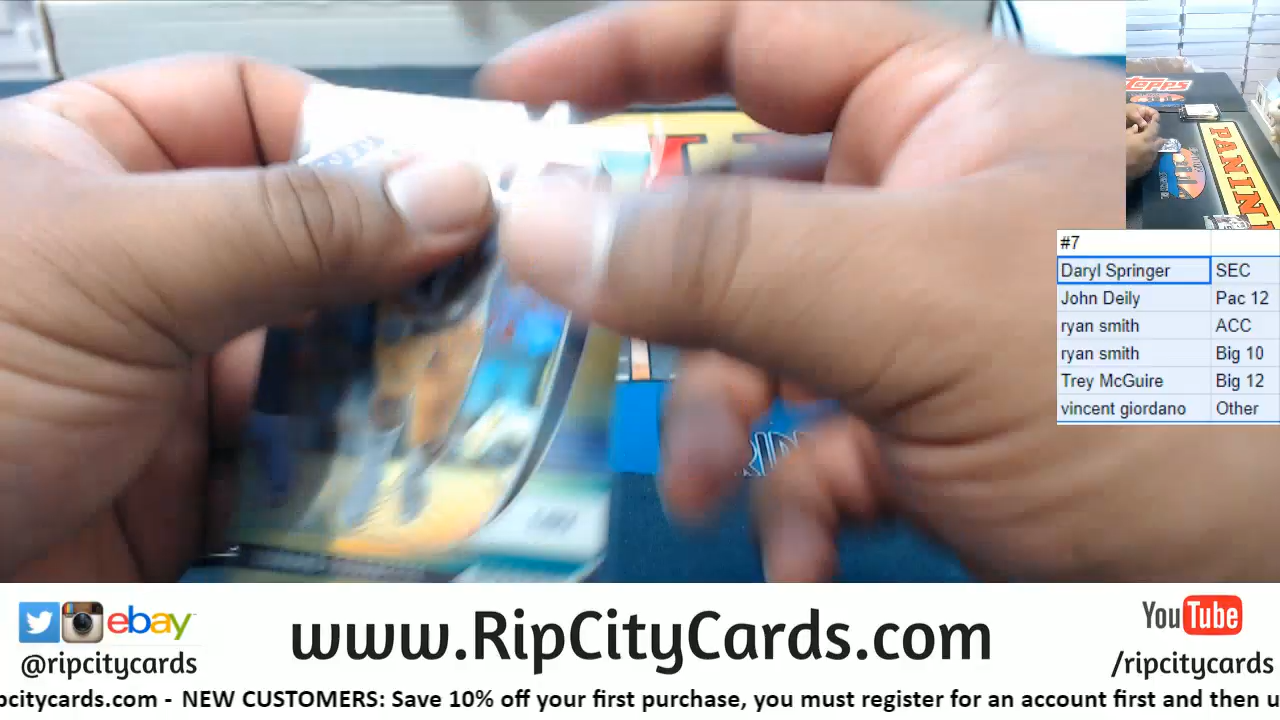 Topps
PANINI
#7
Daryl Springer SEC
John Deily Pac 12
ryan smith ACC
ryan smith Big 10
Trey McGuire Big 12
vincent giordano Other
ebay
@ripcitycards
www.RipCityCards.com
YouTube
/ripcitycards
pcitycards.com - NEW CUSTOMERS: Save 10% off your first purchase, you must register for an account first and then u